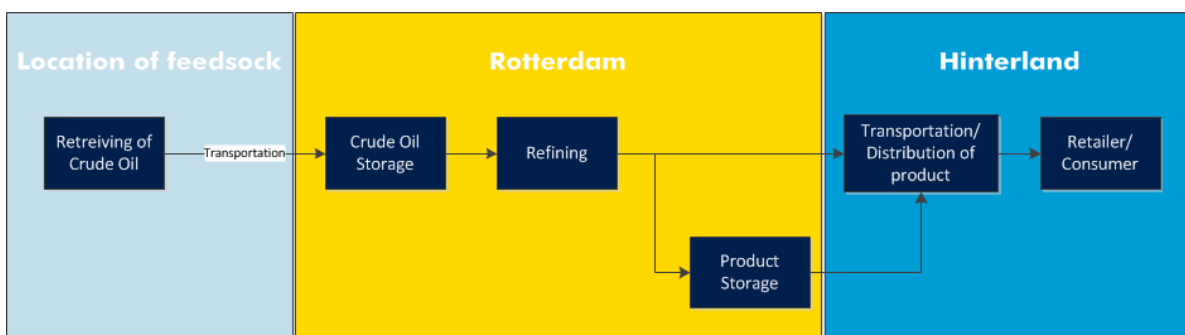 Location of feedsock
Rotterdam
Hinterland
Retreiving of
Crude Oil
Transportation
Crude Oil
Storage
Refining
Transportation/
Distribution of
product
Retailer/
Consumer
Product
Storage